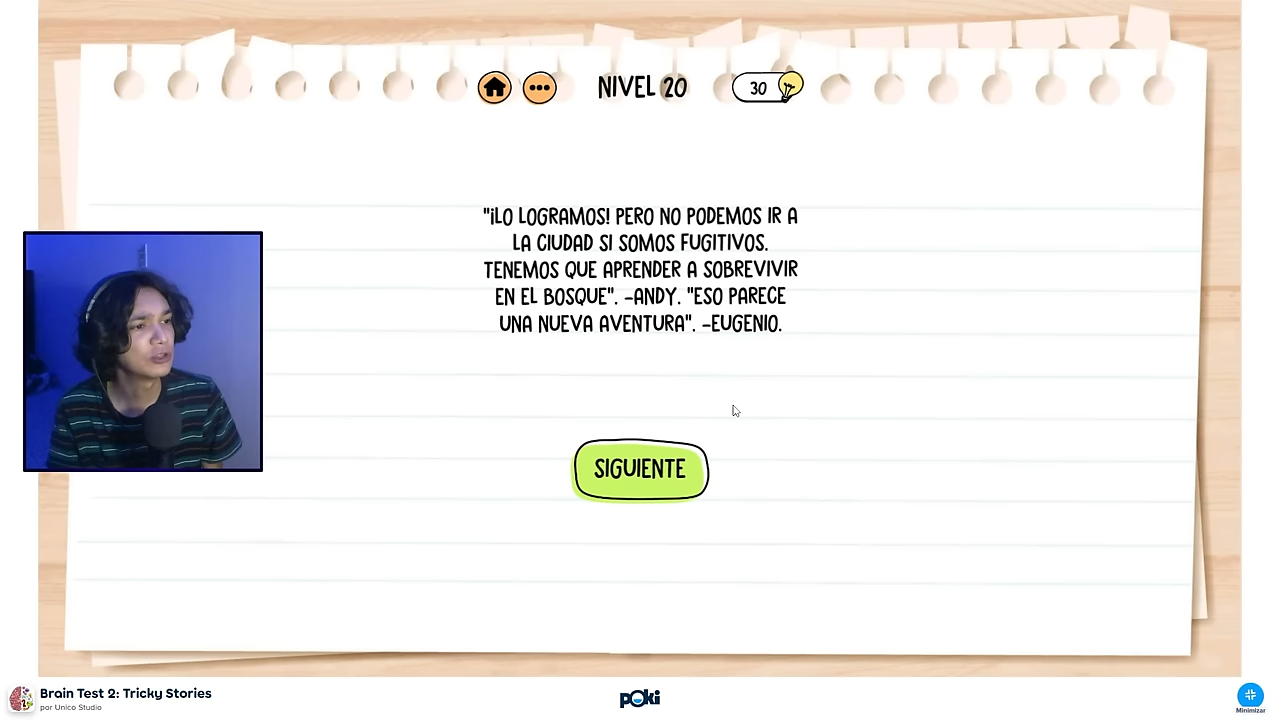 NIVEL 20
30
"¡LO LOGRAMOS! PERO NO PODEMOS IR A
LA CIUDAD SI SOMOS FUGITIVOS.
TENEMOS QUE APRENDER A SOBREVIVIR
EN EL BOSQUE". -ANDY. "ESO PARECE
UNA NUEVA AVENTURA". -EUGENIO.
SIGUIENTE
Brain Test 2: Tricky Stories
por Unico Studio
poki
Minimizar